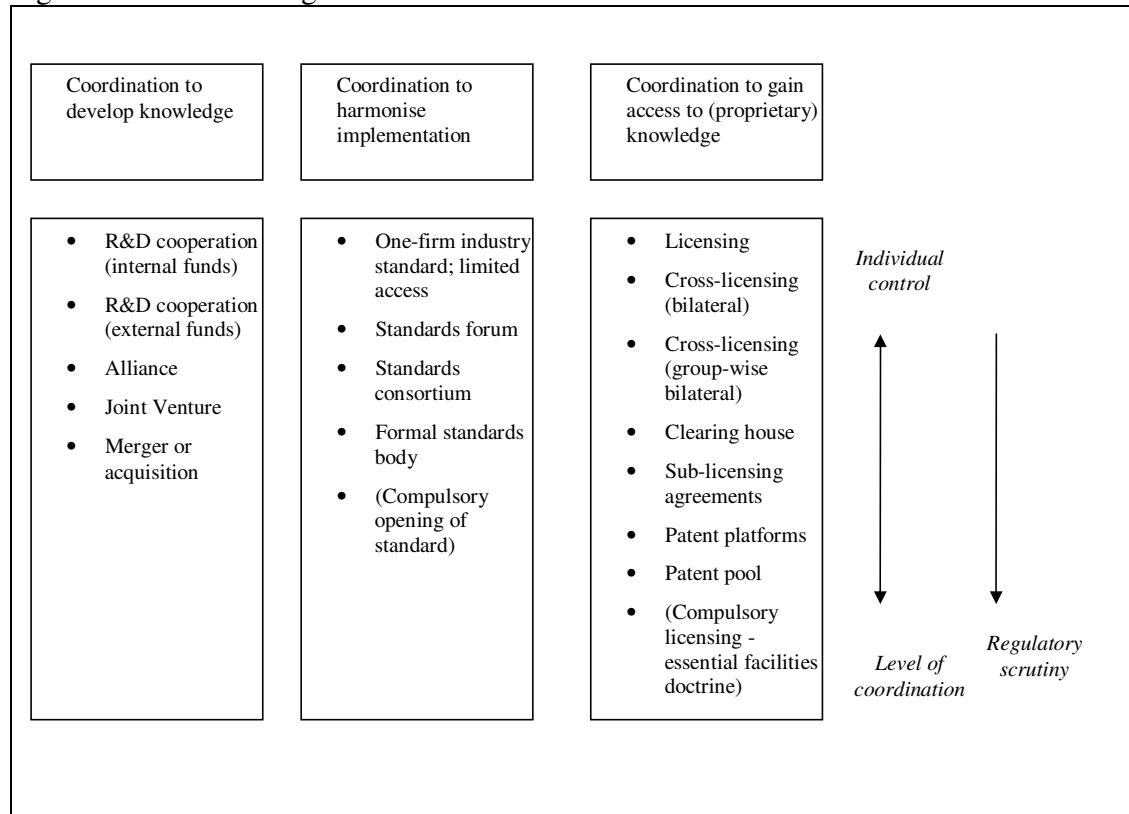 Coordination to
develop knowledge
Coordination to
harmonise
implementation
Coordination to gain
access to (proprietary)
knowledge
• R&D cooperation
(internal funds)
• R&D cooperation
(external funds)
• Alliance
• Joint Venture
• Merger or
acquisition
• One-firm industry
standard; limited
access
• Standards forum
• Standards
consortium
• Formal standards
body
• (Compulsory
opening of
standard)
• Licensing
• Cross-licensing
(bilateral)
• Cross-licensing
(group-wise
bilateral)
• Clearing house
• Sub-licensing
agreements
• Patent platforms
• Patent pool
• (Compulsory
licensing -
essential facilities
doctrine)
Individual
control
Level of
coordination
Regulatory
scrutiny